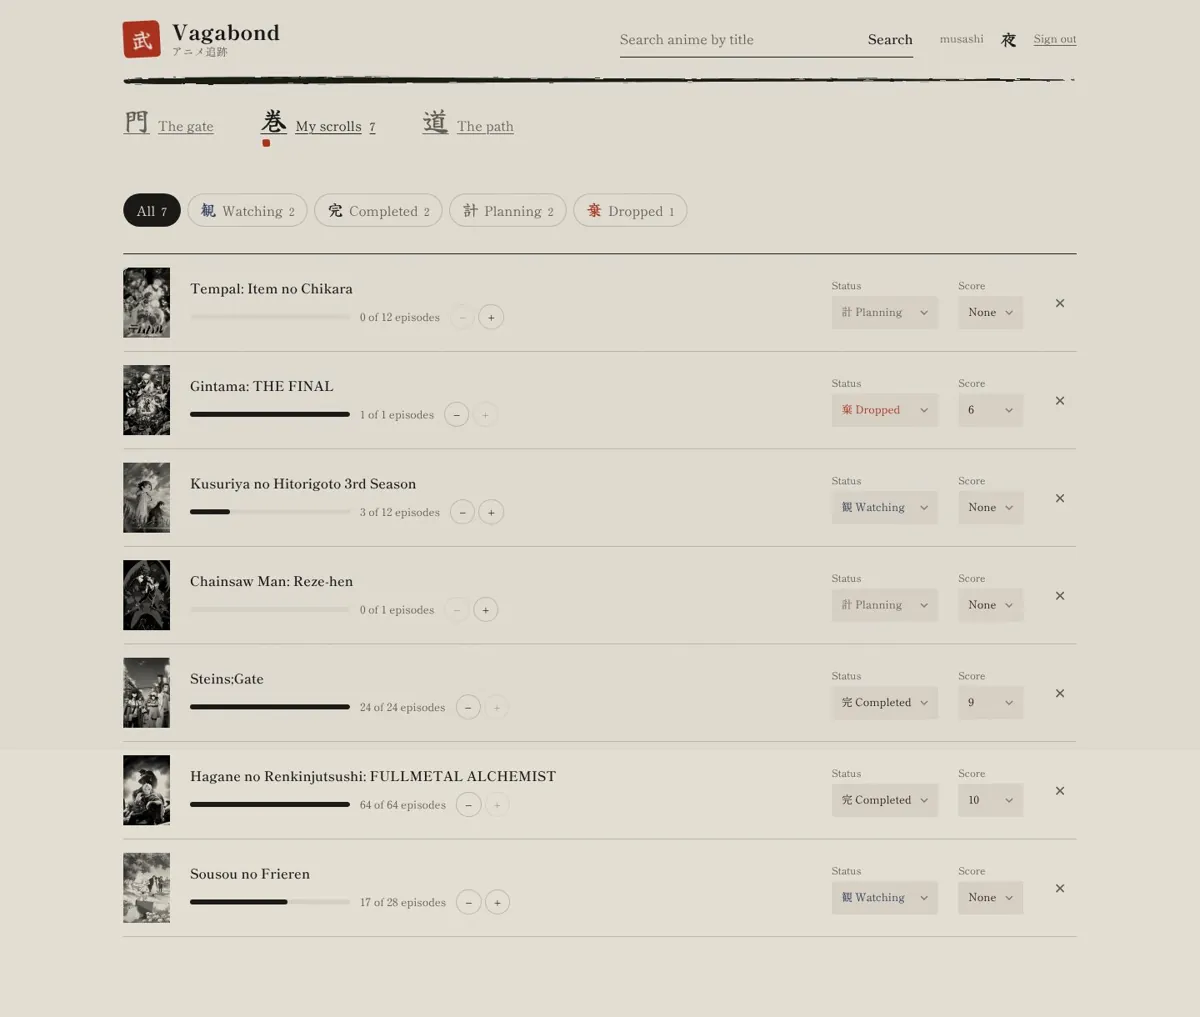 武 Vagabond
アニメ追跡
Search anime by title Search musashi 夜 Sign out
門 The gate 巻 My scrolls 7 道 The path
All 7 観 Watching 2 完 Completed 2 計 Planning 2 棄 Dropped 1
Tempal: Item no Chikara
0 of 12 episodes − +
Status Score
計 Planning None ×
テムパル
Gintama: THE FINAL
1 of 1 episodes − +
Status Score
棄 Dropped 6 ×
Kusuriya no Hitorigoto 3rd Season
3 of 12 episodes − +
Status Score
観 Watching None ×
Chainsaw Man: Reze-hen
0 of 1 episodes − +
Status Score
計 Planning None ×
Steins;Gate
24 of 24 episodes − +
Status Score
完 Completed 9 ×
Hagane no Renkinjutsushi: FULLMETAL ALCHEMIST
64 of 64 episodes − +
Status Score
完 Completed 10 ×
Sousou no Frieren
17 of 28 episodes − +
Status Score
観 Watching None ×